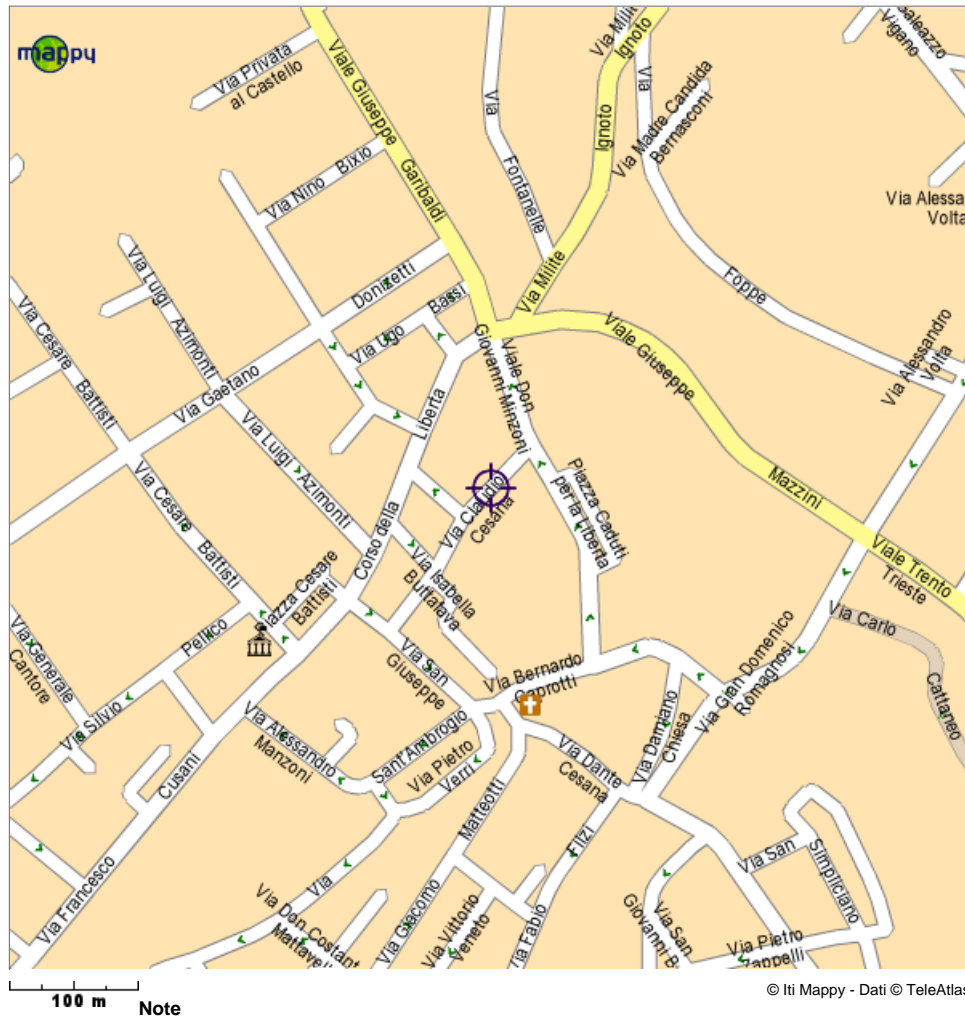 mappy
Via Privata
al Castello
Viale Giuseppe
Garibaldi
Via
Fontanelle
Via Milite
Ignoto
Ignoto
Via Milite
Via
Foppe
Via Madre Candida
Bernasconi
Vigano
Via Alessa
Volta
Via Nino Bixio
Via Luigi
Azimonti
Donizetti
Via Gaetano
Via Ugo Bassi
Via Cesare
Battisti
Viale Don
Giovanni Minzoni
Viale Giuseppe
Mazzini
Via Alessandro
Volta
Corso della
Liberta
Via Luigi
Azimonti
Via Claudio
Cesana
Piazza Caduti
per la Liberta
Via Cesare
Battisti
Viale Trento
Trieste
Via Isabella
Piazza Cesare
Battisti
Via Carlo
Cattaneo
Via Generale
Cantore
Via Silvio
Pellico
Via San
Giuseppe
Via Bernardo
Caprotti
Via Gian Domenico
Romagnosi
Via Damiano
Chiesa
Via Alessandro
Manzoni
Sant'Ambrogio
Via Pietro
Verri
Via Dante
Cesana
Via Francesco
Cusani
Via Giacomo
Matteotti
Via Fabio
Filzi
Via San
Simpliciano
Via
Via Don Costant
Via Vittorio
Veneto
Via San
Giovanni B
Via Pietro
100 m
Note
© Iti Mappy - Dati © TeleAtlas